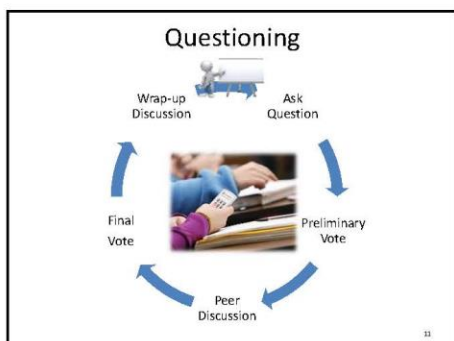 Questioning
Wrap-up
Discussion
Ask
Question
Preliminary
Vote
Peer
Discussion
Final
Vote
11